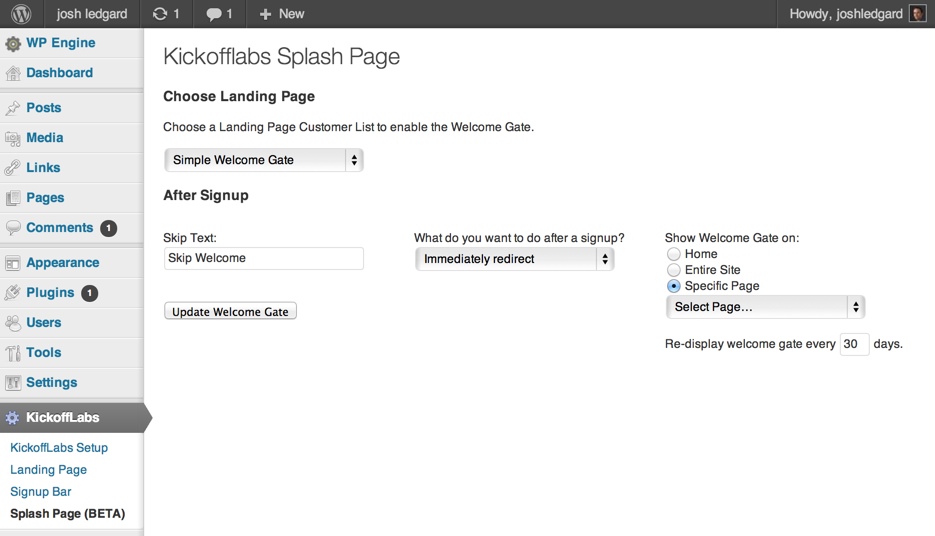 josh ledgard
1
1
+ New
Howdy, joshledgard
WP Engine
Dashboard
Posts
Media
Links
Pages
Comments 1
Appearance
Plugins 1
Users
Tools
Settings
KickoffLabs
KickoffLabs Setup
Landing Page
Signup Bar
Splash Page (BETA)
Kickofflabs Splash Page
Choose Landing Page
Choose a Landing Page Customer List to enable the Welcome Gate.
Simple Welcome Gate
After Signup
Skip Text:
Skip Welcome
Update Welcome Gate
What do you want to do after a signup?
Immediately redirect
Show Welcome Gate on:
Home
Entire Site
Specific Page
Select Page...
Re-display welcome gate every 30 days.